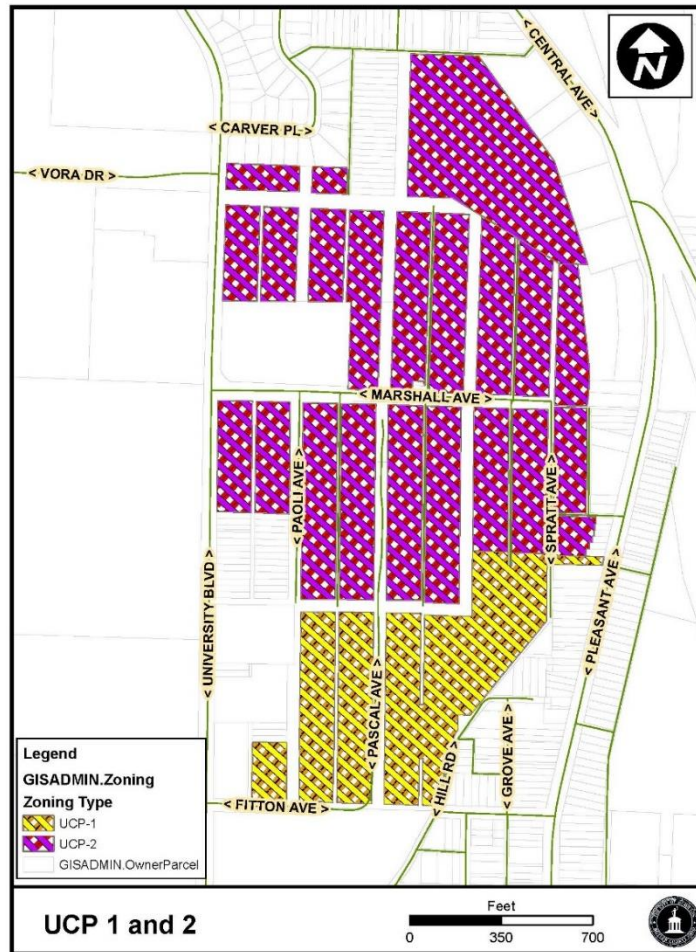 < CENTRAL AVE >
N
< CARVER PL >
< VORA DR >
< MARSHALL AVE >
< PAOLI AVE >
< SPRATT AVE >
< UNIVERSITY BLVD >
< PLEASANT AVE >
< PASCAL AVE >
< HILL RD >
< GROVE AVE >
< FITTON AVE >
Legend
GISADMIN.Zoning
Zoning Type
UCP-1
UCP-2
GISADMIN.OwnerParcel
UCP 1 and 2
Feet
0 350 700